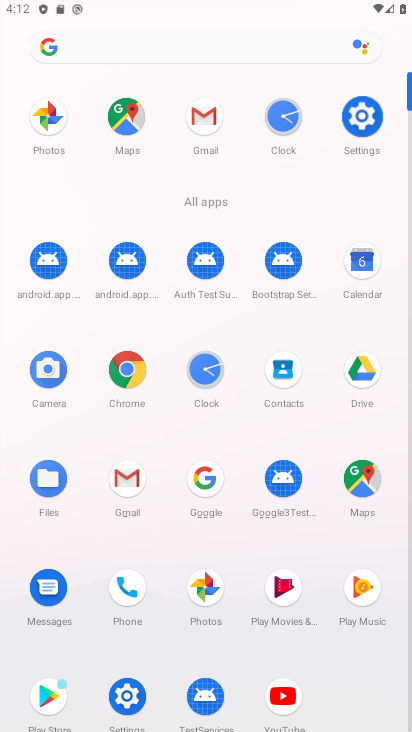 4:12
Photos Maps Gmail Clock Settings
All apps
android.app.... android.app.... Auth Test Su... Bootstrap Ser... Calendar
Camera Chrome Clock Contacts Drive
Files Gmail Google Google3Test... Maps
Messages Phone Photos Play Movies &... Play Music
Play Store Settings TestServices YouTube